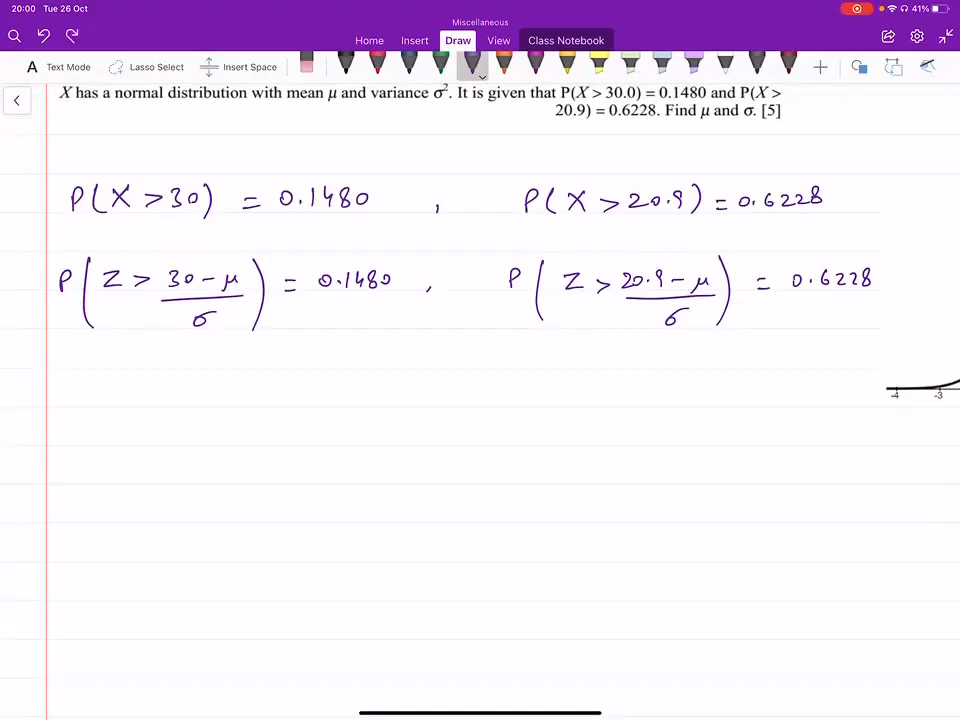 20:00 Tue 26 Oct
41%
Miscellaneous
Home Insert Draw View Class Notebook
A Text Mode Lasso Select Insert Space
X has a normal distribution with mean μ and variance σ². It is given that P(X > 30.0) = 0.1480 and P(X >
20.9) = 0.6228. Find μ and σ. [5]
P(X > 30) = 0.1480 , P(X > 20.9) = 0.6228
P(Z > (30 - μ)/σ) = 0.1480 , P(Z > (20.9 - μ)/σ) = 0.6228
-4 -3